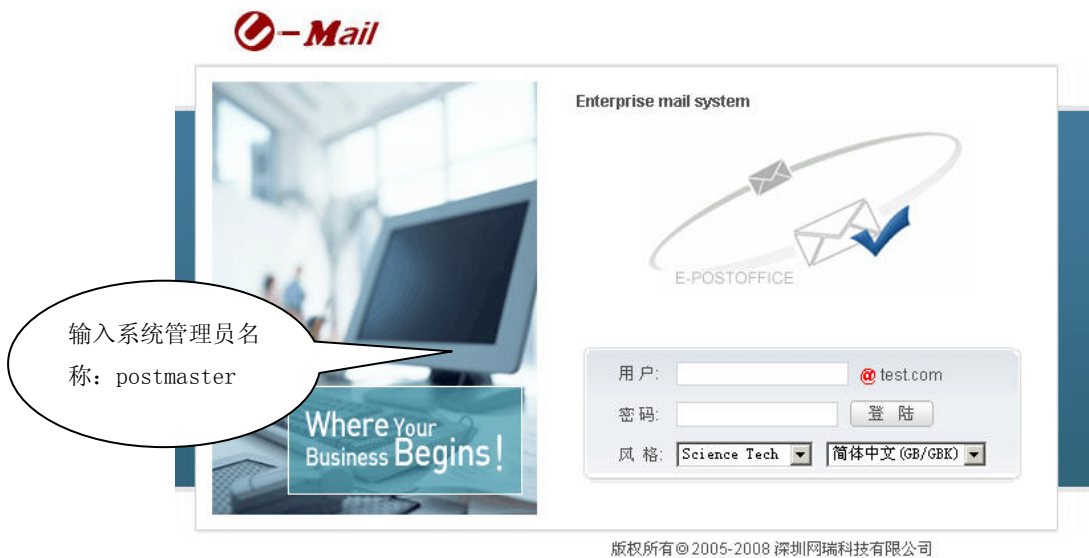 U-Mail
Enterprise mail system
E-POSTOFFICE
输入系统管理员名
称: postmaster
Where Your
Business Begins!
用 户:
@ test.com
密 码:
登 陆
风 格:
Science Tech
简体中文(GB/GBK)
版权所有©2005-2008 深圳网瑞科技有限公司